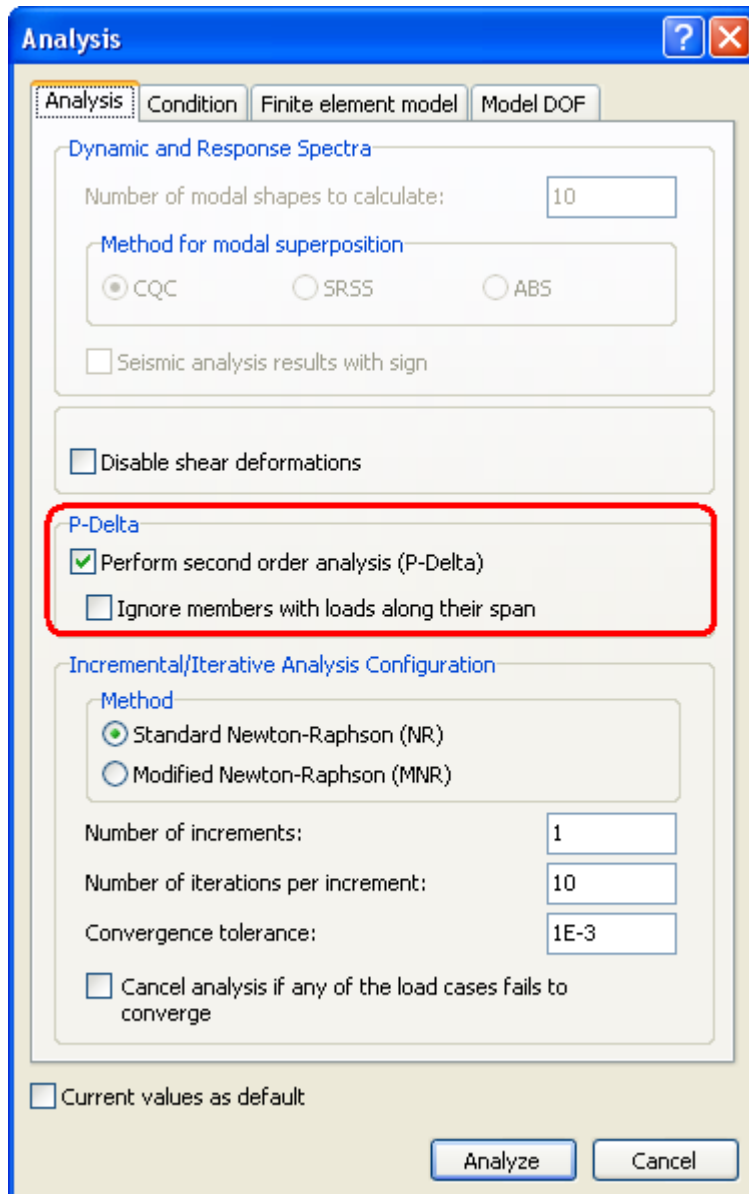 Analysis
Analysis Condition Finite element model Model DOF
Dynamic and Response Spectra
Number of modal shapes to calculate: 10
Method for modal superposition
CQC SRSS ABS
Seismic analysis results with sign
Disable shear deformations
P-Delta
Perform second order analysis (P-Delta)
Ignore members with loads along their span
Incremental/Iterative Analysis Configuration
Method
Standard Newton-Raphson (NR)
Modified Newton-Raphson (MNR)
Number of increments: 1
Number of iterations per increment: 10
Convergence tolerance: 1E-3
Cancel analysis if any of the load cases fails to
converge
Current values as default
Analyze Cancel